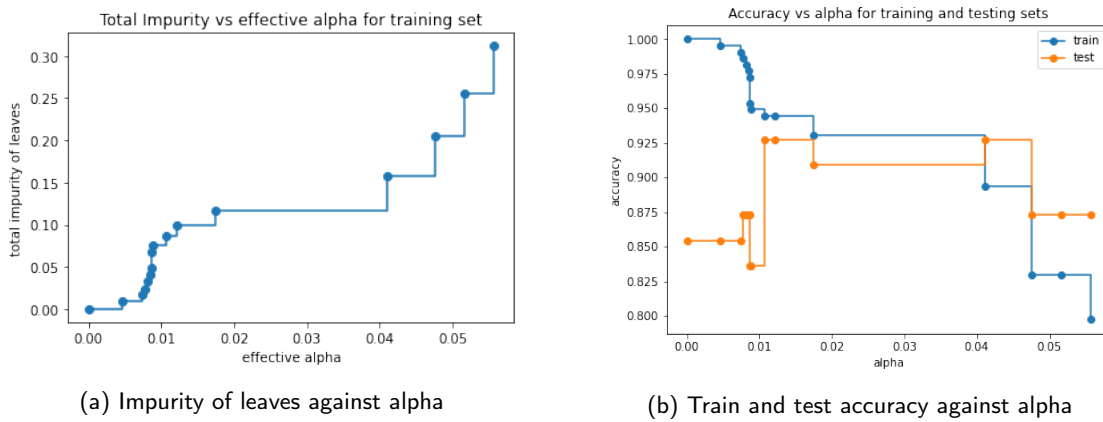 Total Impurity vs effective alpha for training set
total impurity of leaves
0.30
0.25
0.20
0.15
0.10
0.05
0.00
0.00 0.01 0.02 0.03 0.04 0.05
effective alpha
(a) Impurity of leaves against alpha
Accuracy vs alpha for training and testing sets
train
test
accuracy
1.000
0.975
0.950
0.925
0.900
0.875
0.850
0.825
0.800
0.00 0.01 0.02 0.03 0.04 0.05
alpha
(b) Train and test accuracy against alpha